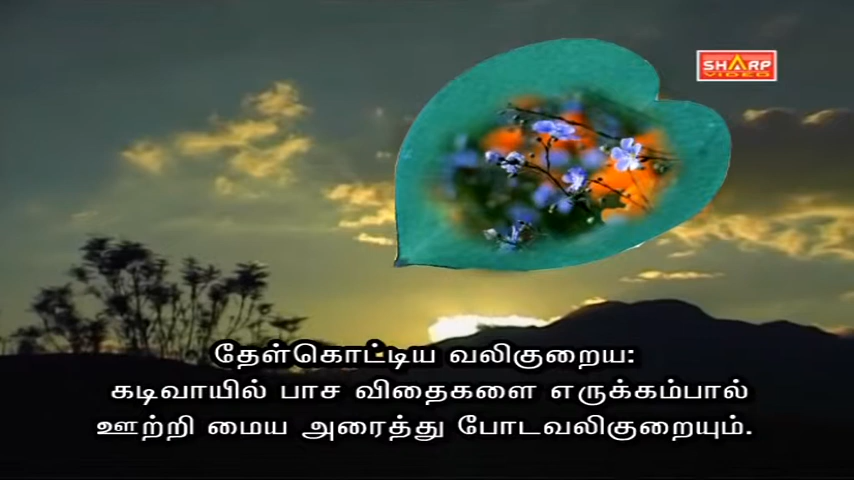 SHARP
VIDEO
தேள்கொட்டிய வலிகுறைய:
கடிவாயில் பாச விதைகளை எருக்கம்பால்
ஊற்றி மைய அரைத்து போடவலிகுறையும்.